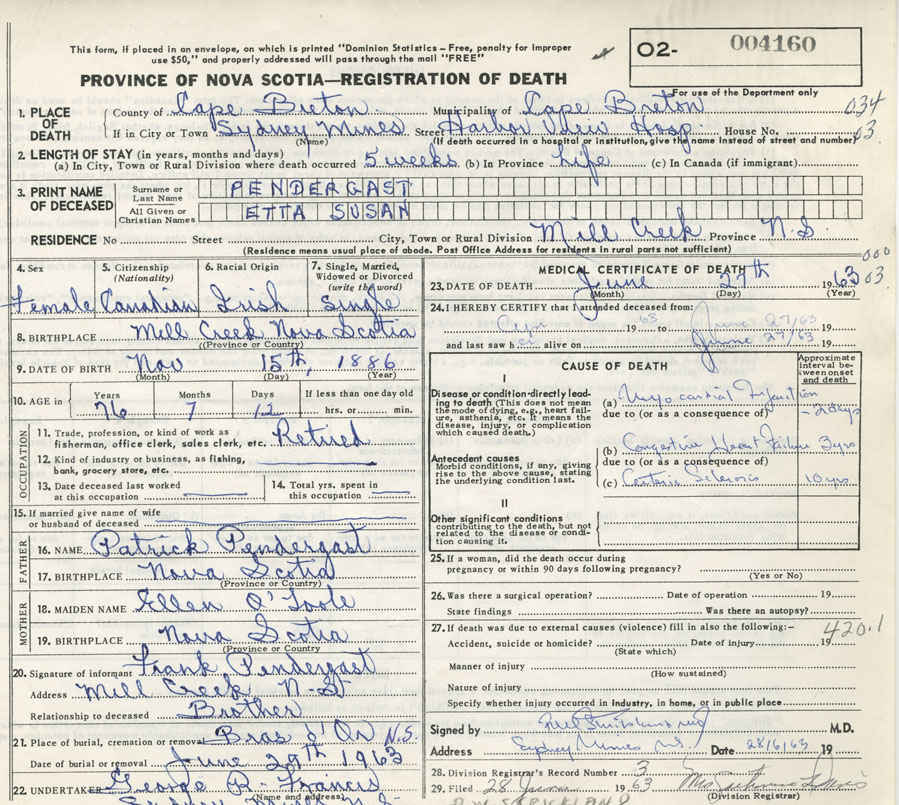 This form, if placed in an envelope, on which is printed "Dominion Statistics – Free, penalty for improper
use $50," and properly addressed will pass through the mail "FREE"
O2- 004160
PROVINCE OF NOVA SCOTIA—REGISTRATION OF DEATH
For use of the Department only
1. PLACE OF DEATH
County of Cape Breton Municipality of Cape Breton 034
If in City or Town Sydney Mines Street Harbor View Hosp. House No. 03
(Name) (If death occurred in a hospital or institution, give the name instead of street and number)
2. LENGTH OF STAY (in years, months and days)
(a) In City, Town or Rural Division where death occurred 5 weeks (b) In Province Life (c) In Canada (if immigrant)
3. PRINT NAME OF DECEASED
Surname or Last Name PENDERGAST
All Given or Christian Names ETTA SUSAN
RESIDENCE No Street City, Town or Rural Division Mill Creek Province N.S.
(Residence means usual place of abode. Post Office Address for residents in rural parts not sufficient)
4. Sex Female
5. Citizenship (Nationality) Canadian
6. Racial Origin Irish
7. Single, Married, Widowed or Divorced (write the word) Single
8. BIRTHPLACE Mill Creek Nova Scotia
(Province or Country)
9. DATE OF BIRTH Nov 15th, 1886
(Month) (Day) (Year)
10. AGE in Years Months Days If less than one day old
76 7 12 hrs. or min.
OCCUPATION
11. Trade, profession, or kind of work as
fisherman, office clerk, sales clerk, etc. Retired
12. Kind of industry or business, as fishing,
bank, grocery store, etc.
13. Date deceased last worked
at this occupation
14. Total yrs. spent in
this occupation
15. If married give name of wife
or husband of deceased
FATHER
16. NAME Patrick Pendergast
17. BIRTHPLACE Nova Scotia
(Province or Country)
MOTHER
18. MAIDEN NAME Ellen O'Toole
19. BIRTHPLACE Nova Scotia
(Province or Country)
20. Signature of informant Frank Pendergast
Address Mill Creek N.S.
Relationship to deceased Brother
21. Place of burial, cremation or removal Bras d'Or N.S.
Date of burial or removal June 29th 1963
22. UNDERTAKER George R. Francis
(Name and address)
MEDICAL CERTIFICATE OF DEATH 000
23. DATE OF DEATH June 27th 1963 03.
(Month) (Day) (Year)
24. I HEREBY CERTIFY that I attended deceased from:
19 63 to June 27/63 19
and last saw her alive on June 27/63 19
CAUSE OF DEATH
Approximate interval between onset and death
I
Disease or condition directly leading to death (This does not mean
the mode of dying, e.g., heart failure, asthenia, etc. It means the
disease, injury, or complication
which caused death.)
(a) Myocardial Infarction – 2 days
due to (or as a consequence of)
Antecedent causes
Morbid conditions, if any, giving
rise to the above cause, stating
the underlying condition last.
(b) Congestive Heart Failure 3 yrs
due to (or as a consequence of)
(c) Sclerosis 10 yrs
II
Other significant conditions
contributing to the death, but not
related to the disease or condition causing it.
25. If a woman, did the death occur during
pregnancy or within 90 days following pregnancy?
(Yes or No)
26. Was there a surgical operation? Date of operation 19
State findings Was there an autopsy?
27. If death was due to external causes (violence) fill in also the following:– 420.1
Accident, suicide or homicide? Date of injury 19
(State which)
Manner of injury
(How sustained)
Nature of injury
Specify whether injury occurred in industry, in home, or in public place
Signed by M.D.
Address Sydney Mines N.S. Date 28/6/63 19
28. Division Registrar's Record Number 3
29. Filed 28 June 1963
(Division Registrar)